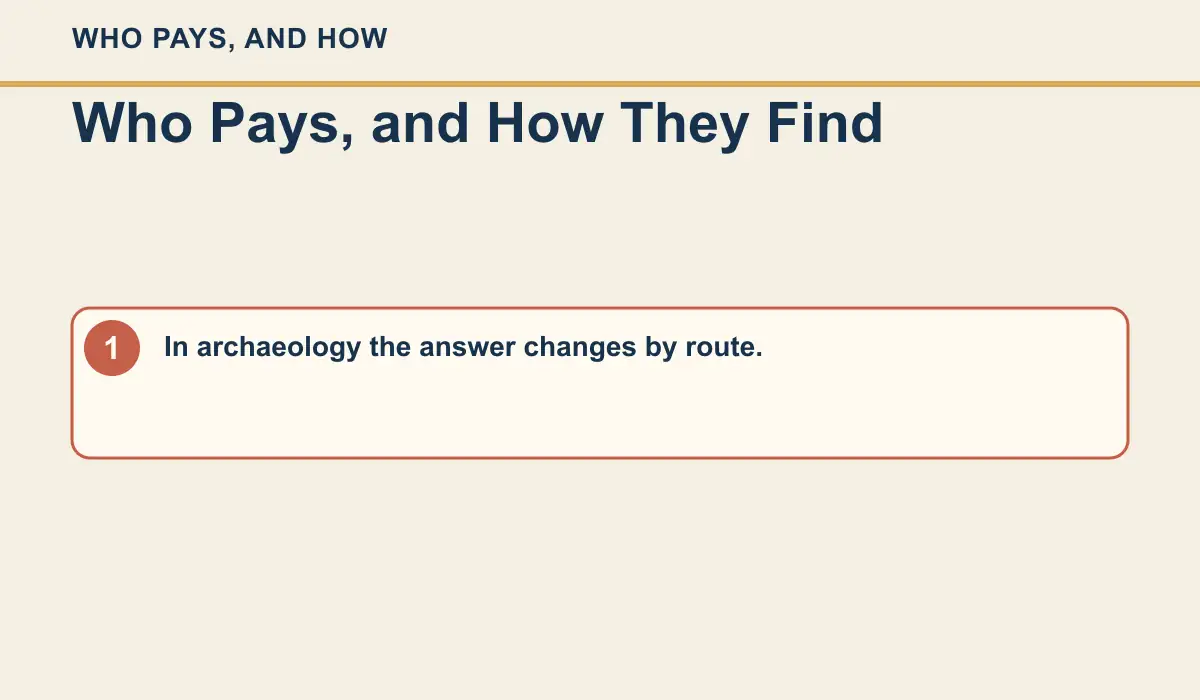 WHO PAYS, AND HOW
Who Pays, and How They Find
1 In archaeology the answer changes by route.